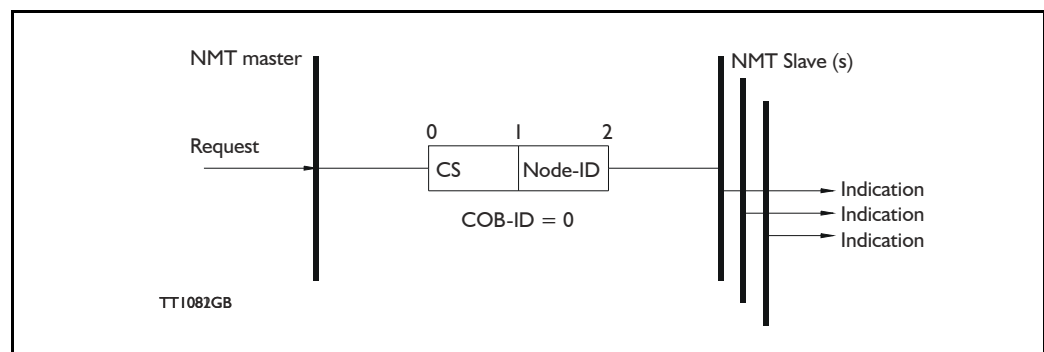 NMT master
NMT Slave (s)
Request
0 1 2
CS Node-ID
COB-ID = 0
Indication
Indication
Indication
TT1082GB